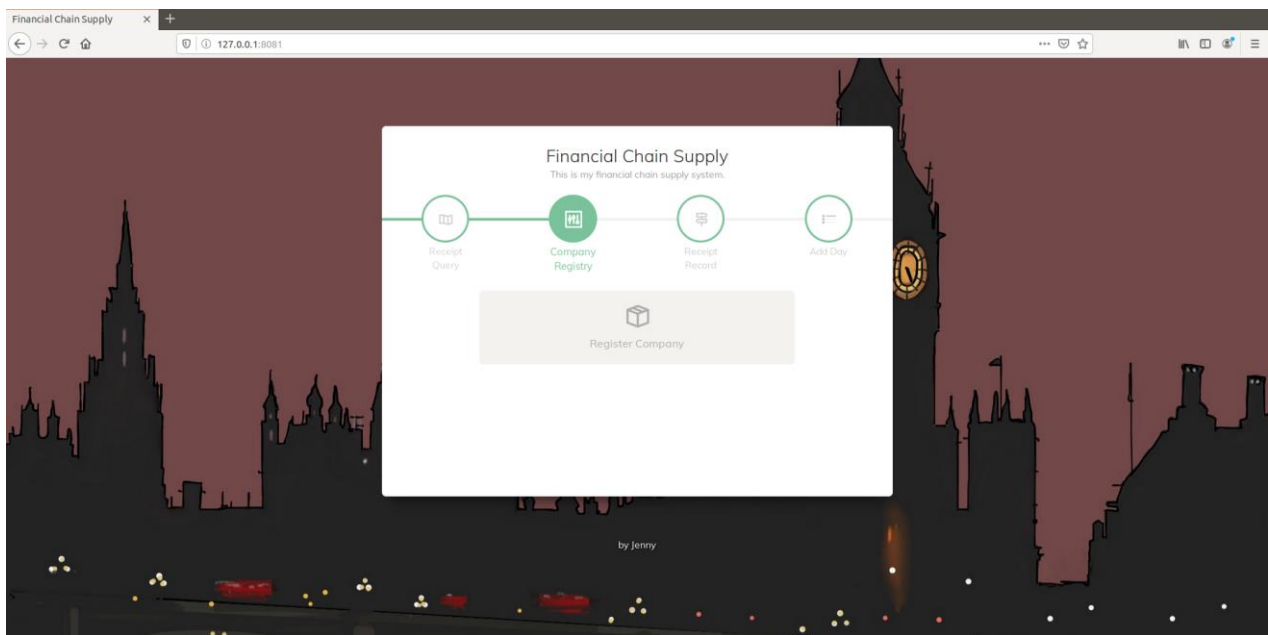 Financial Chain Supply
127.0.0.1:8081
Financial Chain Supply
This is my financial chain supply system.
Receipt
Query
Company
Registry
Receipt
Record
Add Day
Register Company
by Jenny